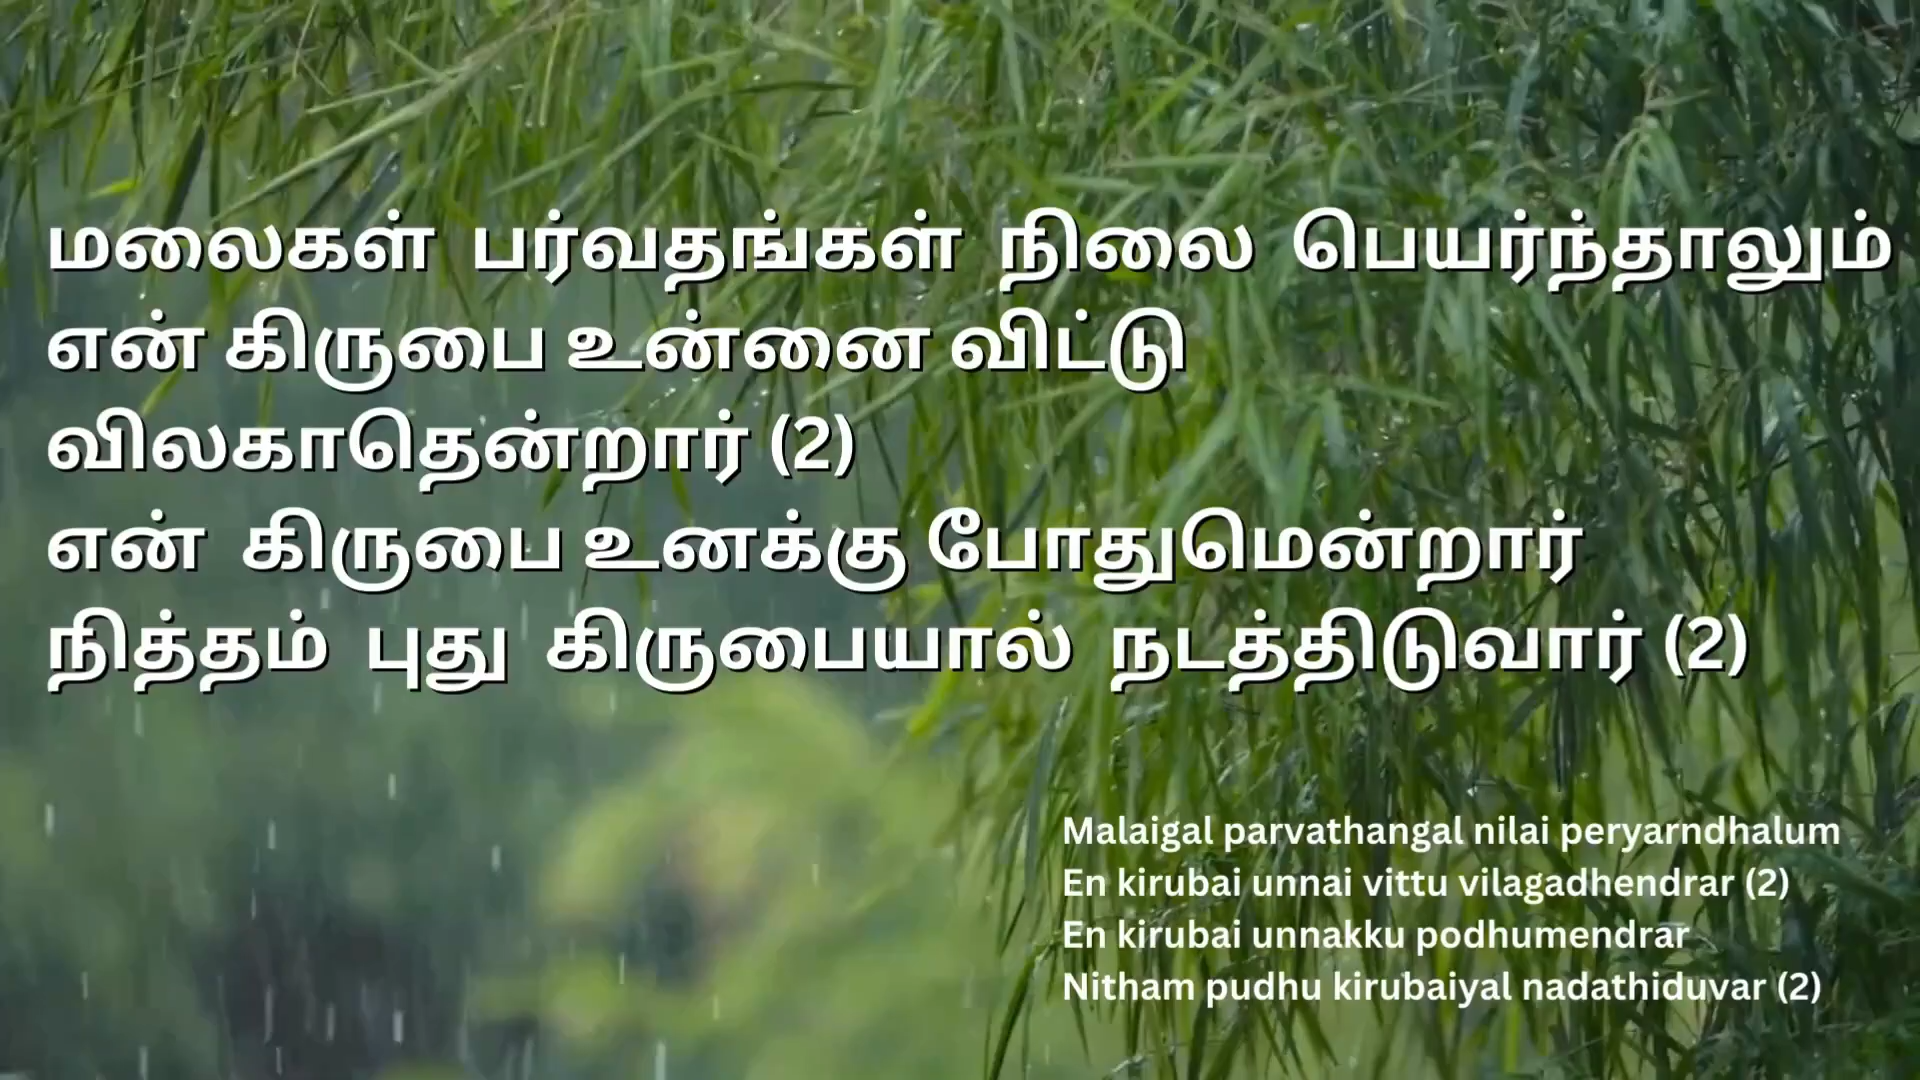 மலைகள் பர்வதங்கள் நிலை பெயர்ந்தாலும்
என் கிருபை உன்னை விட்டு
விலகாதென்றார் (2)
என் கிருபை உனக்கு போதுமென்றார்
நித்தம் புது கிருபையால் நடத்திடுவார் (2)
Malaigal parvathangal nilai peryarndhalum
En kirubai unnai vittu vilagadhendrar (2)
En kirubai unnakku podhumendrar
Nitham pudhu kirubaiyal nadathiduvar (2)